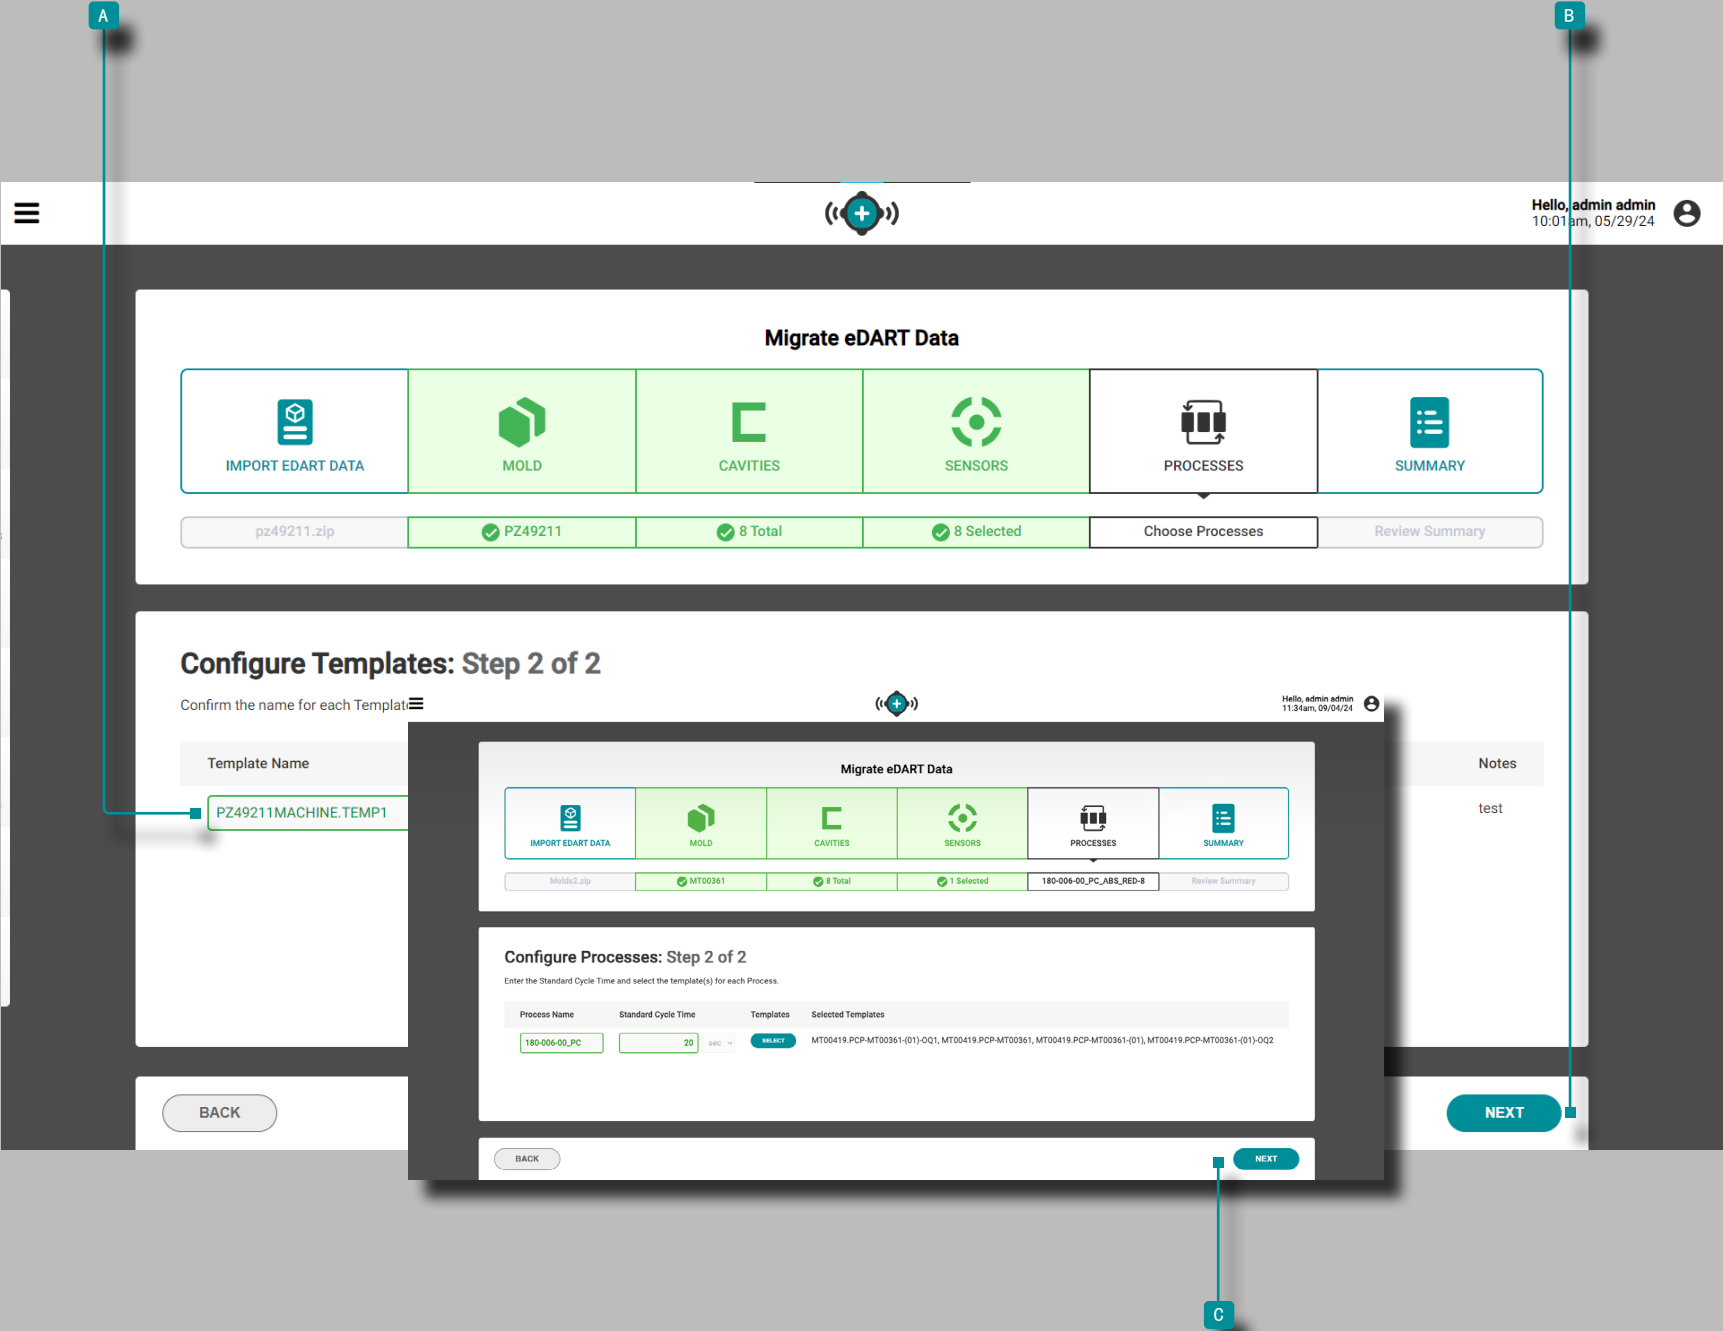 A
B
Hello, admin admin
10:01am, 05/29/24
Migrate eDART Data
IMPORT EDART DATA
MOLD
CAVITIES
SENSORS
PROCESSES
SUMMARY
pz49211.zip
PZ49211
8 Total
8 Selected
Choose Processes
Review Summary
Configure Templates: Step 2 of 2
Confirm the name for each Templat
Template Name
Notes
PZ49211MACHINE.TEMP1
test
BACK
NEXT
Hello, admin admin
11:34am, 09/04/24
Migrate eDART Data
IMPORT EDART DATA
MOLD
CAVITIES
SENSORS
PROCESSES
SUMMARY
Molds2.zip
MT00361
8 Total
1 Selected
180-006-00_PC_ABS_RED-8
Review Summary
Configure Processes: Step 2 of 2
Enter the Standard Cycle Time and select the template(s) for each Process.
Process Name
Standard Cycle Time
Templates
Selected Templates
180-006-00_PC
20
sec
SELECT
MT00419.PCP-MT00361-(01)-OQ1, MT00419.PCP-MT00361, MT00419.PCP-MT00361-(01), MT00419.PCP-MT00361-(01)-OQ2
BACK
NEXT
C